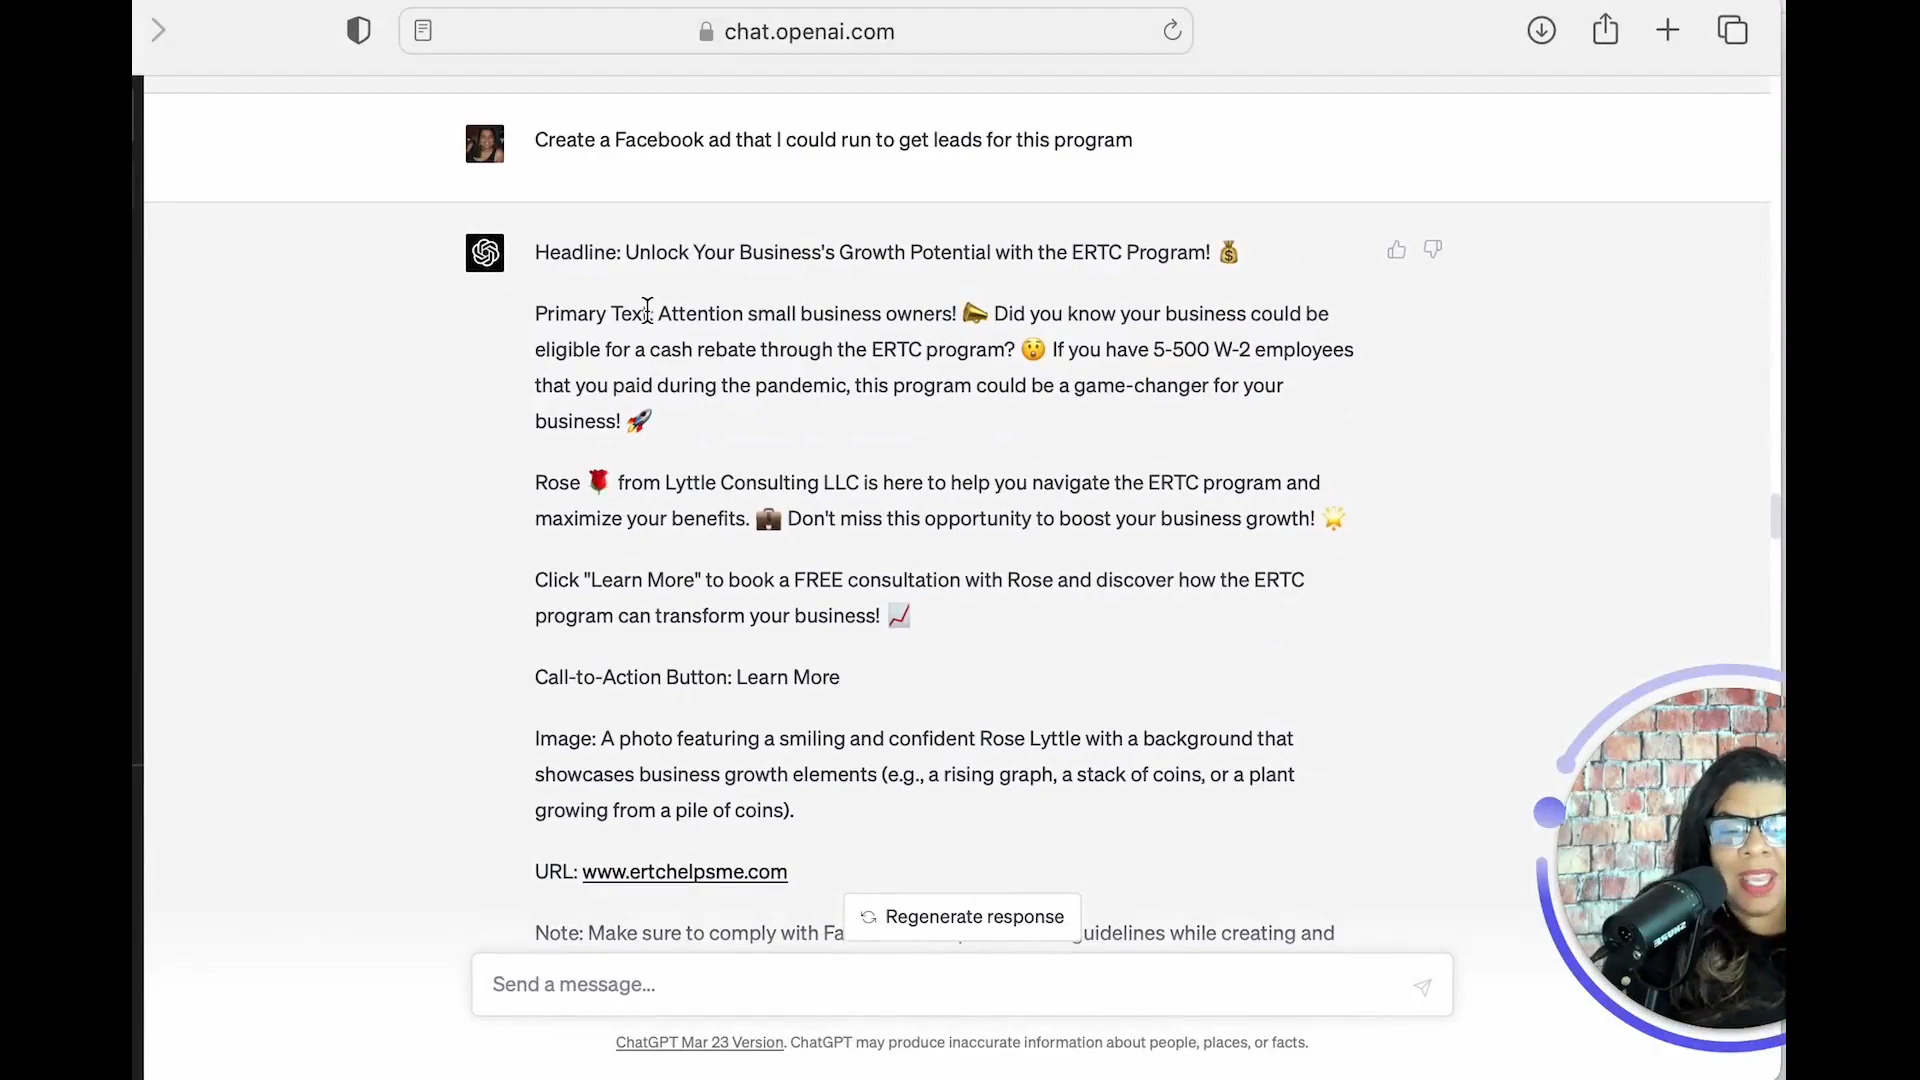 chat.openai.com
Create a Facebook ad that I could run to get leads for this program
Headline: Unlock Your Business's Growth Potential with the ERTC Program! 💰
Primary Text: Attention small business owners! 📣 Did you know your business could be
eligible for a cash rebate through the ERTC program? 😲 If you have 5-500 W-2 employees
that you paid during the pandemic, this program could be a game-changer for your
business! 🚀
Rose 🌹 from Lyttle Consulting LLC is here to help you navigate the ERTC program and
maximize your benefits. 💼 Don't miss this opportunity to boost your business growth! 🌟
Click "Learn More" to book a FREE consultation with Rose and discover how the ERTC
program can transform your business! 📈
Call-to-Action Button: Learn More
Image: A photo featuring a smiling and confident Rose Lyttle with a background that
showcases business growth elements (e.g., a rising graph, a stack of coins, or a plant
growing from a pile of coins).
URL: www.ertchelpsme.com
Regenerate response
Note: Make sure to comply with while creating and
Send a message...
ChatGPT Mar 23 Version. ChatGPT may produce inaccurate information about people, places, or facts.
SHURE